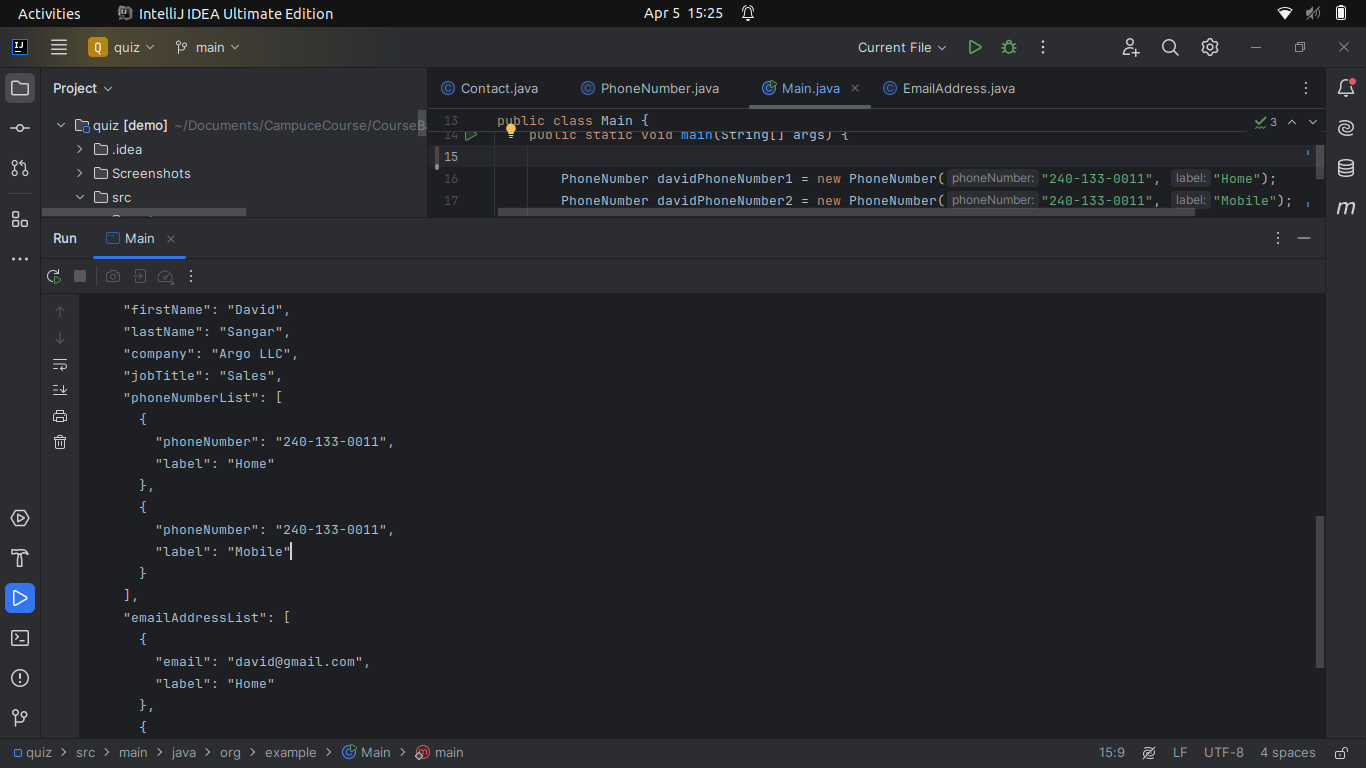 Activities IntelliJ IDEA Ultimate Edition Apr 5 15:25
Q quiz main Current File
Project
quiz [demo] ~/Documents/CampuceCourse/CourseBa
.idea
Screenshots
src
Contact.java PhoneNumber.java Main.java EmailAddress.java
13 public class Main { 3
14 public static void main(String[] args) {
15
16 PhoneNumber davidPhoneNumber1 = new PhoneNumber( phoneNumber: "240-133-0011", label: "Home");
17 PhoneNumber davidPhoneNumber2 = new PhoneNumber( phoneNumber: "240-133-0011", label: "Mobile");
Run Main
"firstName": "David",
"lastName": "Sangar",
"company": "Argo LLC",
"jobTitle": "Sales",
"phoneNumberList": [
{
"phoneNumber": "240-133-0011",
"label": "Home"
},
{
"phoneNumber": "240-133-0011",
"label": "Mobile"
}
],
"emailAddressList": [
{
"email": "david@gmail.com",
"label": "Home"
},
{
quiz > src > main > java > org > example > Main > main 15:9 LF UTF-8 4 spaces